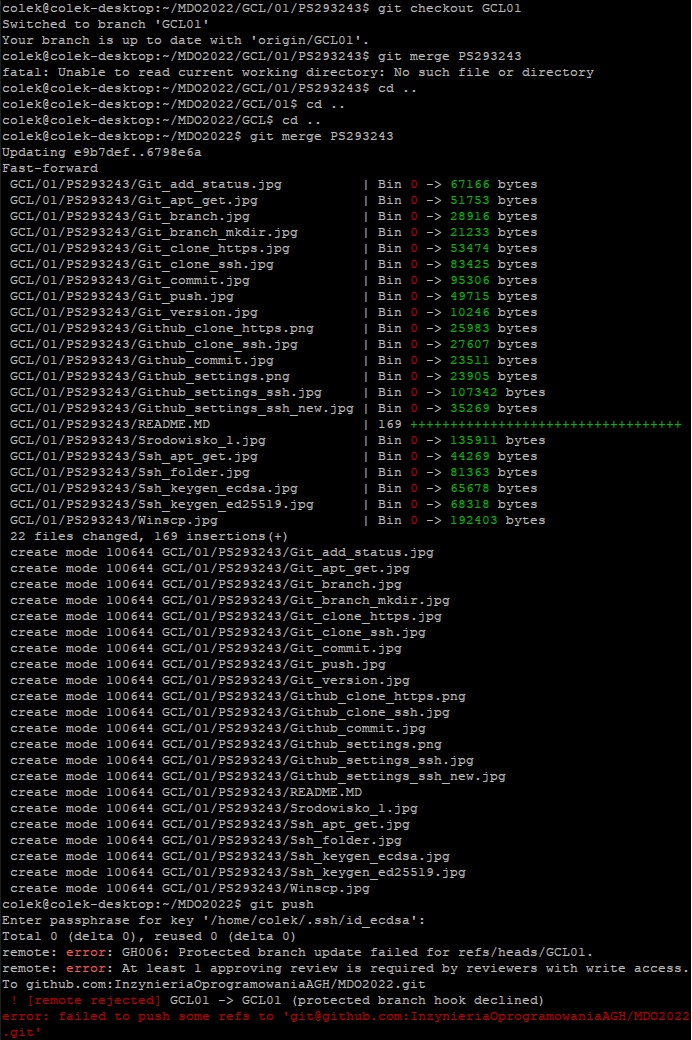 colek@colek-desktop:~/MDO2022/GCL/01/PS293243$ git checkout GCL01
Switched to branch 'GCL01'
Your branch is up to date with 'origin/GCL01'.
colek@colek-desktop:~/MDO2022/GCL/01/PS293243$ git merge PS293243
fatal: Unable to read current working directory: No such file or directory
colek@colek-desktop:~/MDO2022/GCL/01/PS293243$ cd ..
colek@colek-desktop:~/MDO2022/GCL/01$ cd ..
colek@colek-desktop:~/MDO2022/GCL$ cd ..
colek@colek-desktop:~/MDO2022$ git merge PS293243
Updating e9b7def..6798e6a
Fast-forward
 GCL/01/PS293243/Git_add_status.jpg          | Bin 0 -> 67166 bytes
 GCL/01/PS293243/Git_apt_get.jpg             | Bin 0 -> 51753 bytes
 GCL/01/PS293243/Git_branch.jpg              | Bin 0 -> 28916 bytes
 GCL/01/PS293243/Git_branch_mkdir.jpg        | Bin 0 -> 21233 bytes
 GCL/01/PS293243/Git_clone_https.jpg         | Bin 0 -> 53474 bytes
 GCL/01/PS293243/Git_clone_ssh.jpg           | Bin 0 -> 83425 bytes
 GCL/01/PS293243/Git_commit.jpg              | Bin 0 -> 95306 bytes
 GCL/01/PS293243/Git_push.jpg                | Bin 0 -> 49715 bytes
 GCL/01/PS293243/Git_version.jpg             | Bin 0 -> 10246 bytes
 GCL/01/PS293243/Github_clone_https.png      | Bin 0 -> 25983 bytes
 GCL/01/PS293243/Github_clone_ssh.jpg        | Bin 0 -> 27607 bytes
 GCL/01/PS293243/Github_commit.jpg           | Bin 0 -> 23511 bytes
 GCL/01/PS293243/Github_settings.png         | Bin 0 -> 23905 bytes
 GCL/01/PS293243/Github_settings_ssh.jpg     | Bin 0 -> 107342 bytes
 GCL/01/PS293243/Github_settings_ssh_new.jpg | Bin 0 -> 35269 bytes
 GCL/01/PS293243/README.MD                   | 169 ++++++++++++++++++++++++++++++++++
 GCL/01/PS293243/Srodowisko_1.jpg            | Bin 0 -> 135911 bytes
 GCL/01/PS293243/Ssh_apt_get.jpg             | Bin 0 -> 44269 bytes
 GCL/01/PS293243/Ssh_folder.jpg              | Bin 0 -> 81363 bytes
 GCL/01/PS293243/Ssh_keygen_ecdsa.jpg        | Bin 0 -> 65678 bytes
 GCL/01/PS293243/Ssh_keygen_ed25519.jpg      | Bin 0 -> 68318 bytes
 GCL/01/PS293243/Winscp.jpg                  | Bin 0 -> 192403 bytes
 22 files changed, 169 insertions(+)
 create mode 100644 GCL/01/PS293243/Git_add_status.jpg
 create mode 100644 GCL/01/PS293243/Git_apt_get.jpg
 create mode 100644 GCL/01/PS293243/Git_branch.jpg
 create mode 100644 GCL/01/PS293243/Git_branch_mkdir.jpg
 create mode 100644 GCL/01/PS293243/Git_clone_https.jpg
 create mode 100644 GCL/01/PS293243/Git_clone_ssh.jpg
 create mode 100644 GCL/01/PS293243/Git_commit.jpg
 create mode 100644 GCL/01/PS293243/Git_push.jpg
 create mode 100644 GCL/01/PS293243/Git_version.jpg
 create mode 100644 GCL/01/PS293243/Github_clone_https.png
 create mode 100644 GCL/01/PS293243/Github_clone_ssh.jpg
 create mode 100644 GCL/01/PS293243/Github_commit.jpg
 create mode 100644 GCL/01/PS293243/Github_settings.png
 create mode 100644 GCL/01/PS293243/Github_settings_ssh.jpg
 create mode 100644 GCL/01/PS293243/Github_settings_ssh_new.jpg
 create mode 100644 GCL/01/PS293243/README.MD
 create mode 100644 GCL/01/PS293243/Srodowisko_1.jpg
 create mode 100644 GCL/01/PS293243/Ssh_apt_get.jpg
 create mode 100644 GCL/01/PS293243/Ssh_folder.jpg
 create mode 100644 GCL/01/PS293243/Ssh_keygen_ecdsa.jpg
 create mode 100644 GCL/01/PS293243/Ssh_keygen_ed25519.jpg
 create mode 100644 GCL/01/PS293243/Winscp.jpg
colek@colek-desktop:~/MDO2022$ git push
Enter passphrase for key '/home/colek/.ssh/id_ecdsa':
Total 0 (delta 0), reused 0 (delta 0)
remote: error: GH006: Protected branch update failed for refs/heads/GCL01.
remote: error: At least 1 approving review is required by reviewers with write access.
To github.com:InzynieriaOprogramowaniaAGH/MDO2022.git
 ! [remote rejected] GCL01 -> GCL01 (protected branch hook declined)
error: failed to push some refs to 'git@github.com:InzynieriaOprogramowaniaAGH/MDO2022
.git'